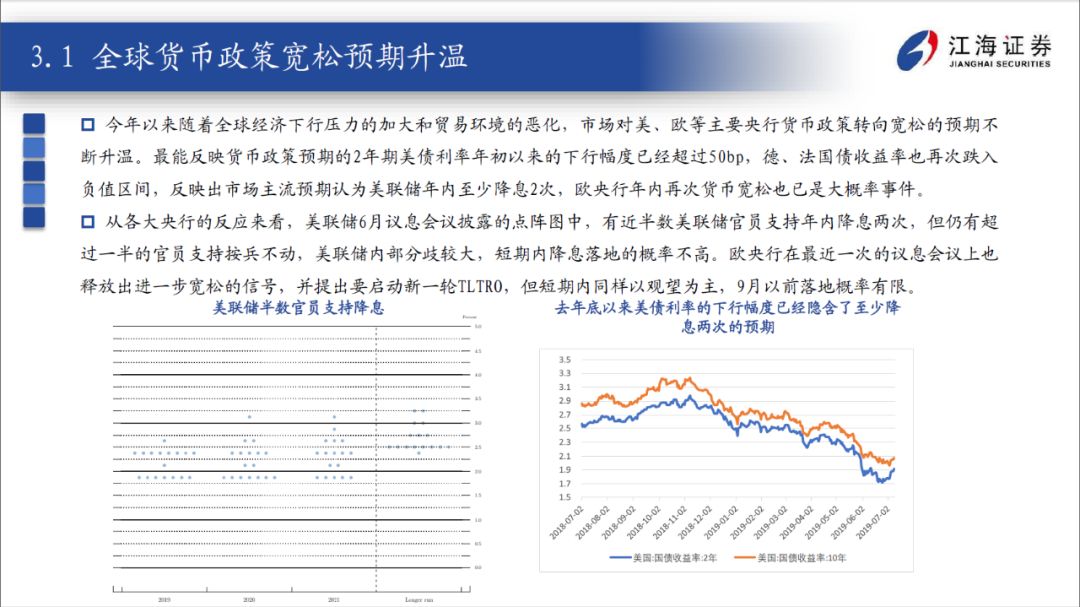 3.1 全球货币政策宽松预期升温
江海证券
JIANGHAI SECURITIES
今年以来随着全球经济下行压力的加大和贸易环境的恶化，市场对美、欧等主要央行货币政策转向宽松的预期不
断升温。最能反映货币政策预期的2年期美债利率年初以来的下行幅度已经超过50bp，德、法国债收益率也再次跌入
负值区间，反映出市场主流预期认为美联储年内至少降息2次，欧央行年内再次货币宽松也已是大概率事件。
从各大央行的反应来看，美联储6月议息会议披露的点阵图中，有近半数美联储官员支持年内降息两次，但仍有超
过一半的官员支持按兵不动，美联储内部分歧较大，短期内降息落地的概率不高。欧央行在最近一次的议息会议上也
释放出进一步宽松的信号，并提出要启动新一轮TLTRO，但短期内同样以观望为主，9月以前落地概率有限。
美联储半数官员支持降息
Percent
5.0
4.5
4.0
3.5
3.0
2.5
2.0
1.5
1.0
0.5
0.0
2019
2020
2021
Longer run
去年底以来美债利率的下行幅度已经隐含了至少降
息两次的预期
3.5
3.3
3.1
2.9
2.7
2.5
2.3
2.1
1.9
1.7
1.5
2018-07-02
2018-08-02
2018-09-02
2018-10-02
2018-11-02
2018-12-02
2019-01-02
2019-02-02
2019-03-02
2019-04-02
2019-05-02
2019-06-02
2019-07-02
美国:国债收益率:2年
美国:国债收益率:10年